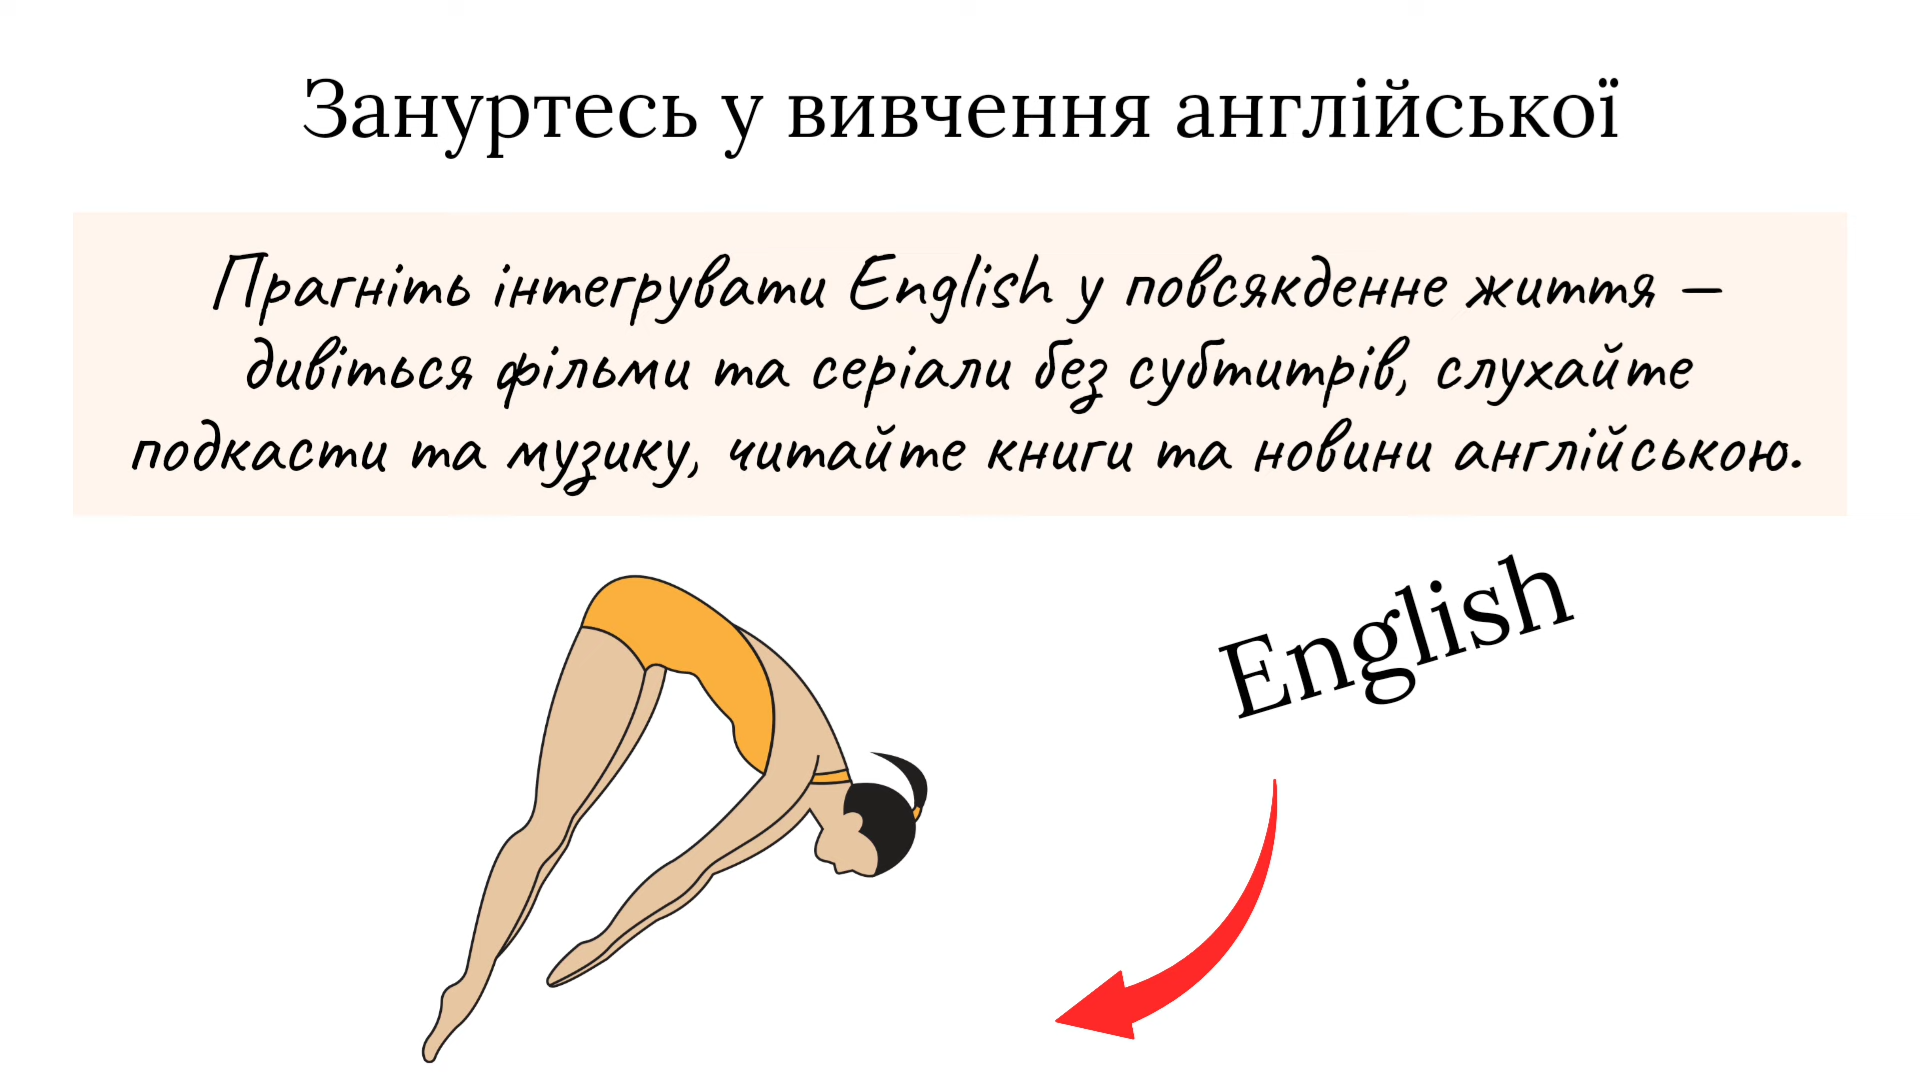 Зануртесь у вивчення англійської
Прагніть інтегрувати English у повсякденне життя —
дивіться фільми та серіали без субтитрів, слухайте
подкасти та музику, читайте книги та новини англійською.
English